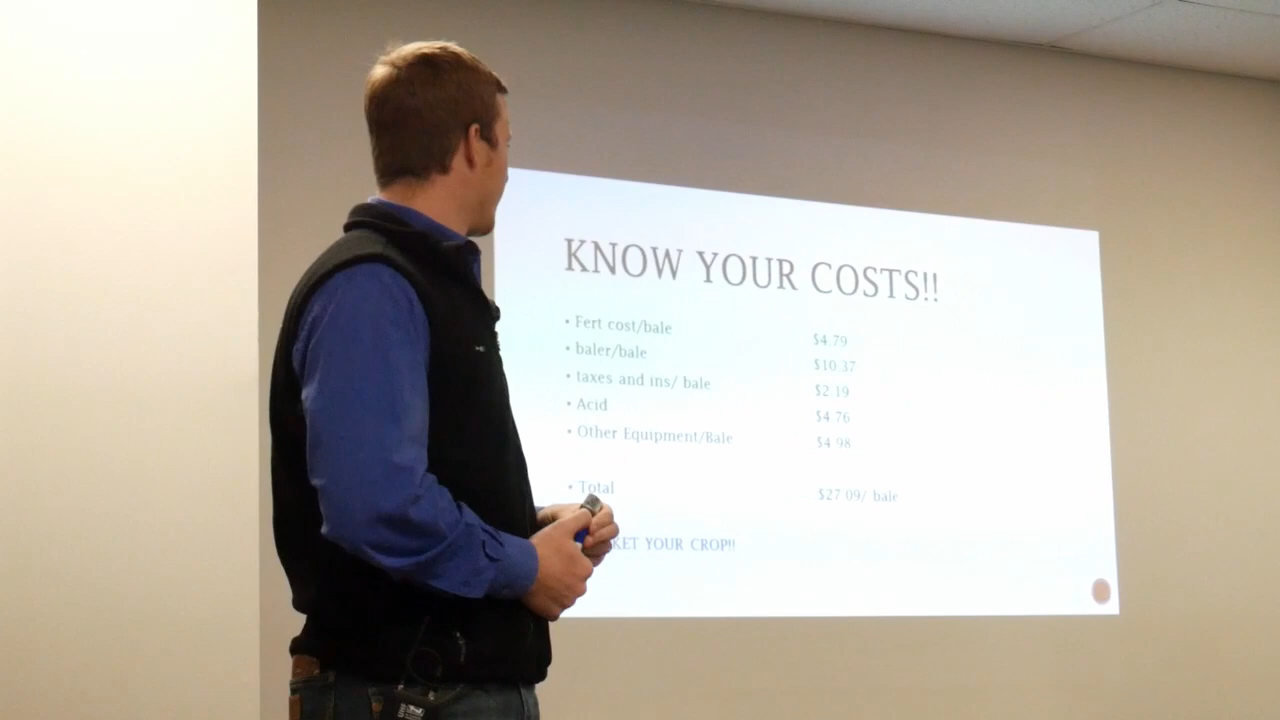 KNOW YOUR COSTS!!
• Fert cost/bale $4.79
• baler/bale $10.37
• taxes and ins/ bale $2.19
• Acid $4.76
• Other Equipment/Bale $4.98
• Total $27.09/ bale
KET YOUR CROP!!